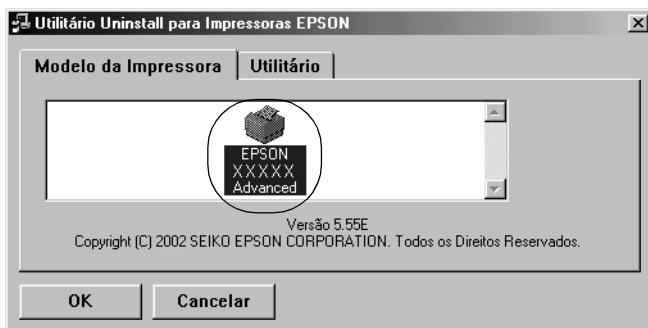 Utilitário Uninstall para Impressoras EPSON
Modelo da Impressora
Utilitário
EPSON
XXXXX
Advanced
Versão 5.55E
Copyright (C) 2002 SEIKO EPSON CORPORATION. Todos os Direitos Reservados.
OK
Cancelar